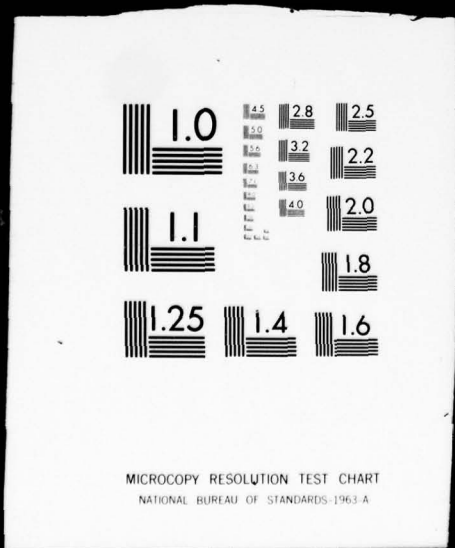 1.0 4.5 2.8 2.5
5.0
5.6 3.2 2.2
6.3 3.6
1.1 4.0 2.0
1.8
1.25 1.4 1.6
MICROCOPY RESOLUTION TEST CHART
NATIONAL BUREAU OF STANDARDS-1963-A